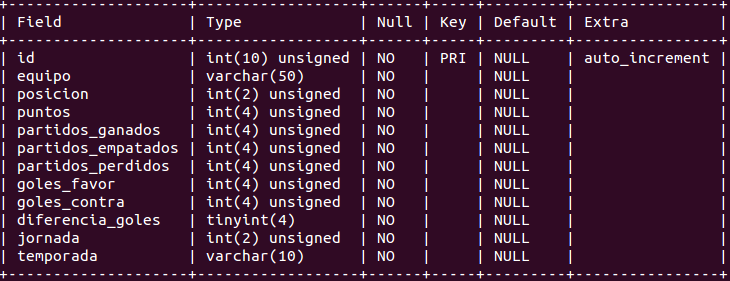 +--------------------+------------------+------+-----+---------+----------------+
| Field              | Type             | Null | Key | Default | Extra          |
+--------------------+------------------+------+-----+---------+----------------+
| id                 | int(10) unsigned | NO   | PRI | NULL    | auto_increment |
| equipo             | varchar(50)      | NO   |     | NULL    |                |
| posicion           | int(2) unsigned  | NO   |     | NULL    |                |
| puntos             | int(4) unsigned  | NO   |     | NULL    |                |
| partidos_ganados   | int(4) unsigned  | NO   |     | NULL    |                |
| partidos_empatados | int(4) unsigned  | NO   |     | NULL    |                |
| partidos_perdidos  | int(4) unsigned  | NO   |     | NULL    |                |
| goles_favor        | int(4) unsigned  | NO   |     | NULL    |                |
| goles_contra       | int(4) unsigned  | NO   |     | NULL    |                |
| diferencia_goles   | tinyint(4)       | NO   |     | NULL    |                |
| jornada            | int(2) unsigned  | NO   |     | NULL    |                |
| temporada          | varchar(10)      | NO   |     | NULL    |                |
+--------------------+------------------+------+-----+---------+----------------+